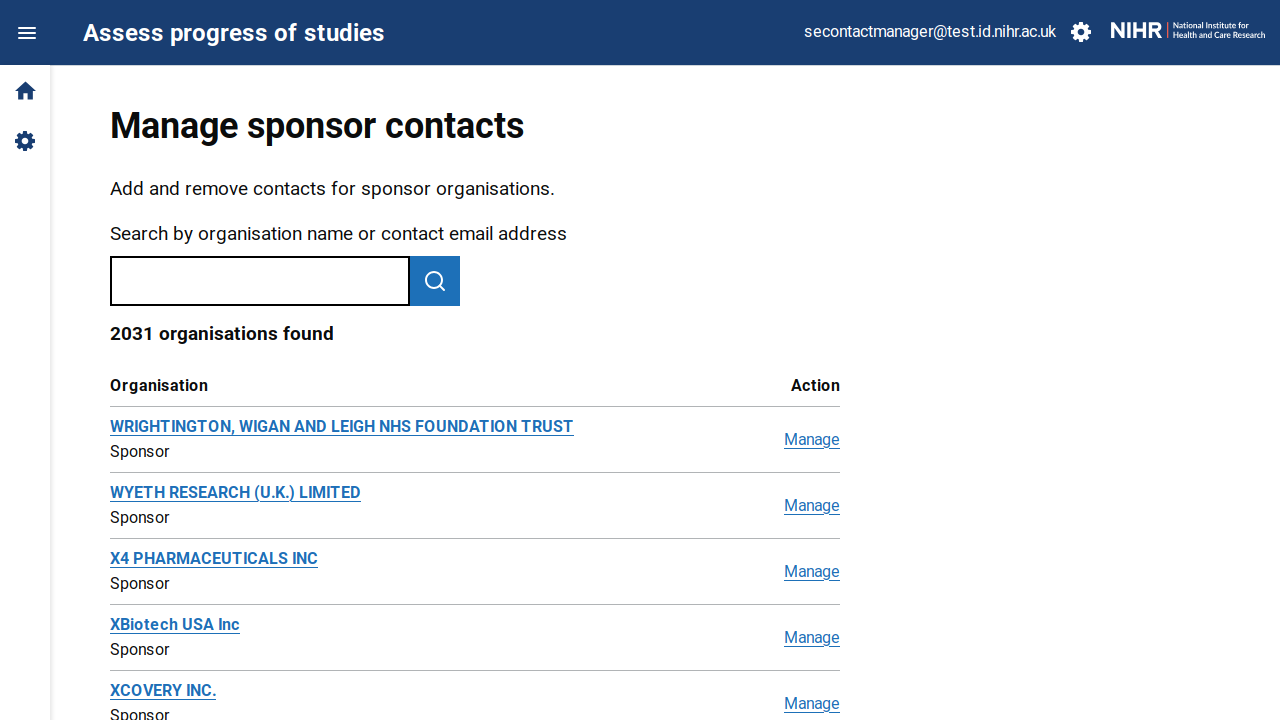 Assess progress of studies
secontactmanager@test.id.nihr.ac.uk
NIHR
National Institute for
Health and Care Research
Manage sponsor contacts
Add and remove contacts for sponsor organisations.
Search by organisation name or contact email address
2031 organisations found
Organisation Action
WRIGHTINGTON, WIGAN AND LEIGH NHS FOUNDATION TRUST
Sponsor
Manage
WYETH RESEARCH (U.K.) LIMITED
Sponsor
Manage
X4 PHARMACEUTICALS INC
Sponsor
Manage
XBiotech USA Inc
Sponsor
Manage
XCOVERY INC.
Sponsor
Manage